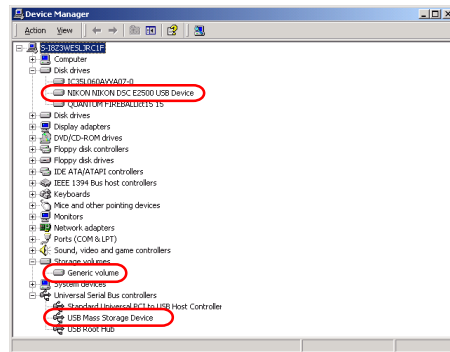 Device Manager
Action View
S-I8Z3WESLJRC1F
Computer
Disk drives
IC35L060AVVA07-0
NIKON NIKON DSC E2500 USB Device
QUANTUM FIREBALLlct15 15
Disk drives
Display adapters
DVD/CD-ROM drives
Floppy disk controllers
Floppy disk drives
IDE ATA/ATAPI controllers
IEEE 1394 Bus host controllers
Keyboards
Mice and other pointing devices
Monitors
Network adapters
Ports (COM & LPT)
Sound, video and game controllers
Storage volumes
Generic volume
System devices
Universal Serial Bus controllers
Standard Universal PCI to USB Host Controller
USB Mass Storage Device
USB Root Hub